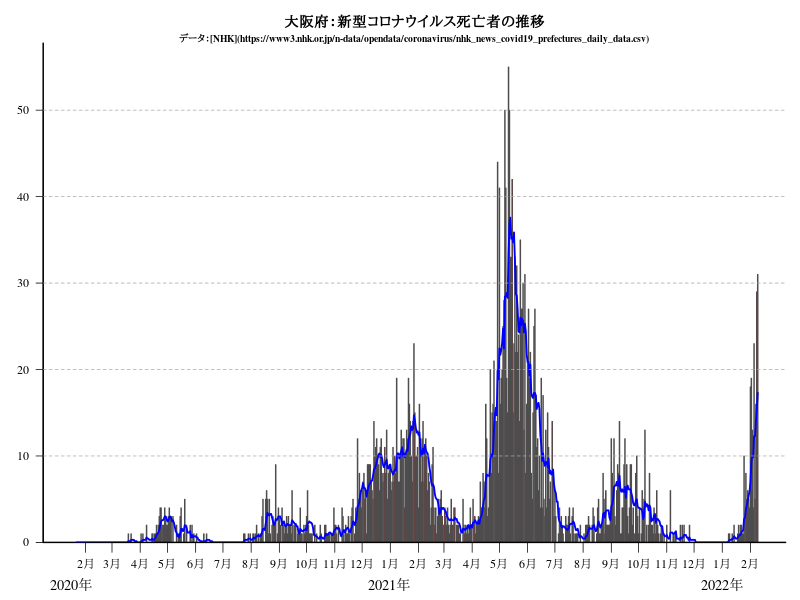 大阪府：新型コロナウイルス死亡者の推移
データ：[NHK](https://www3.nhk.or.jp/n-data/opendata/coronavirus/nhk_news_covid19_prefectures_daily_data.csv)
50
40
30
20
10
0
2月 3月 4月 5月 6月 7月 8月 9月 10月 11月 12月 1月 2月 3月 4月 5月 6月 7月 8月 9月 10月 11月 12月 1月 2月
2020年 2021年 2022年